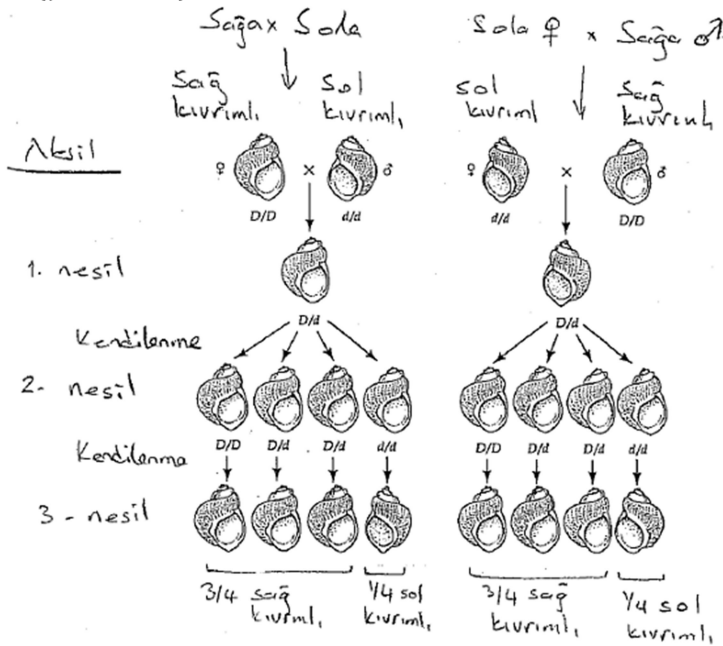 Sağa x Sola
Sola ♀ x Sağa ♂
Sağ kıvrımlı
Sol kıvrımlı
sol kıvrımlı
Sağ kıvrımlı
Nesil
♀ x ♂
♀ x ♂
D/D d/d
d/d D/D
1. nesil
D/d
D/d
Kendilenme
2- nesil
D/D D/d D/d d/d
D/D D/d D/d d/d
Kendilenme
3- nesil
3/4 sağ kıvrımlı
1/4 sol kıvrımlı
3/4 sağ kıvrımlı
1/4 sol kıvrımlı